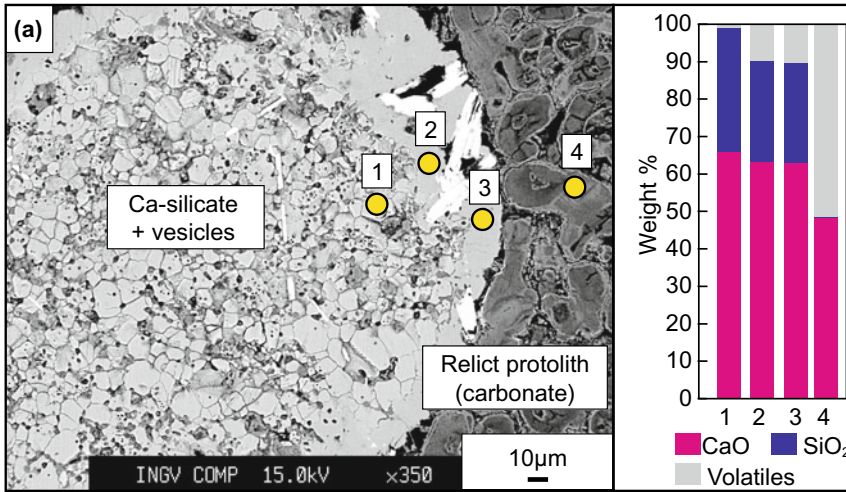 (a)
1
2
3
4
Ca-silicate
+ vesicles
Relict protolith
(carbonate)
INGV COMP 15.0kV ×350
10µm
Weight %
100
90
80
70
60
50
40
30
20
10
0
1 2 3 4
CaO SiO₂
Volatiles